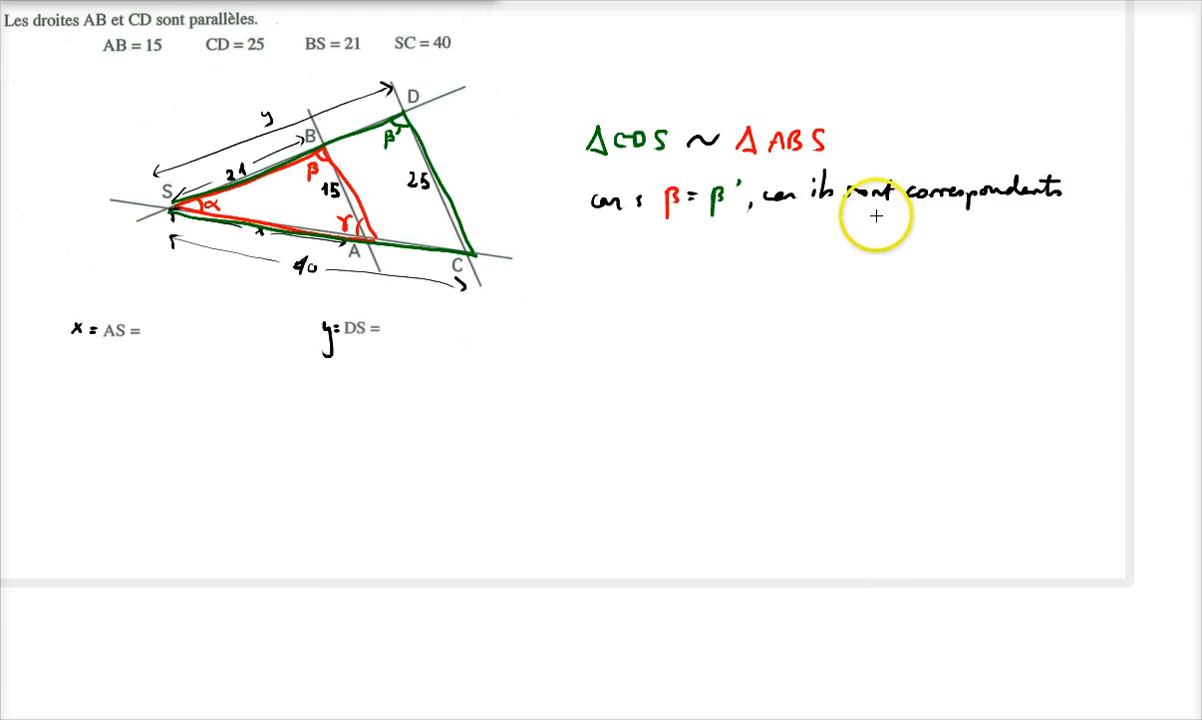 Les droites AB et CD sont parallèles.
AB = 15 CD = 25 BS = 21 SC = 40
y
D
B
β'
21
β
15
25
S
α
γ
x
A
40
C
ΔCDS ~ ΔABS
car : β = β', car ils sont correspondants
x = AS =
y = DS =